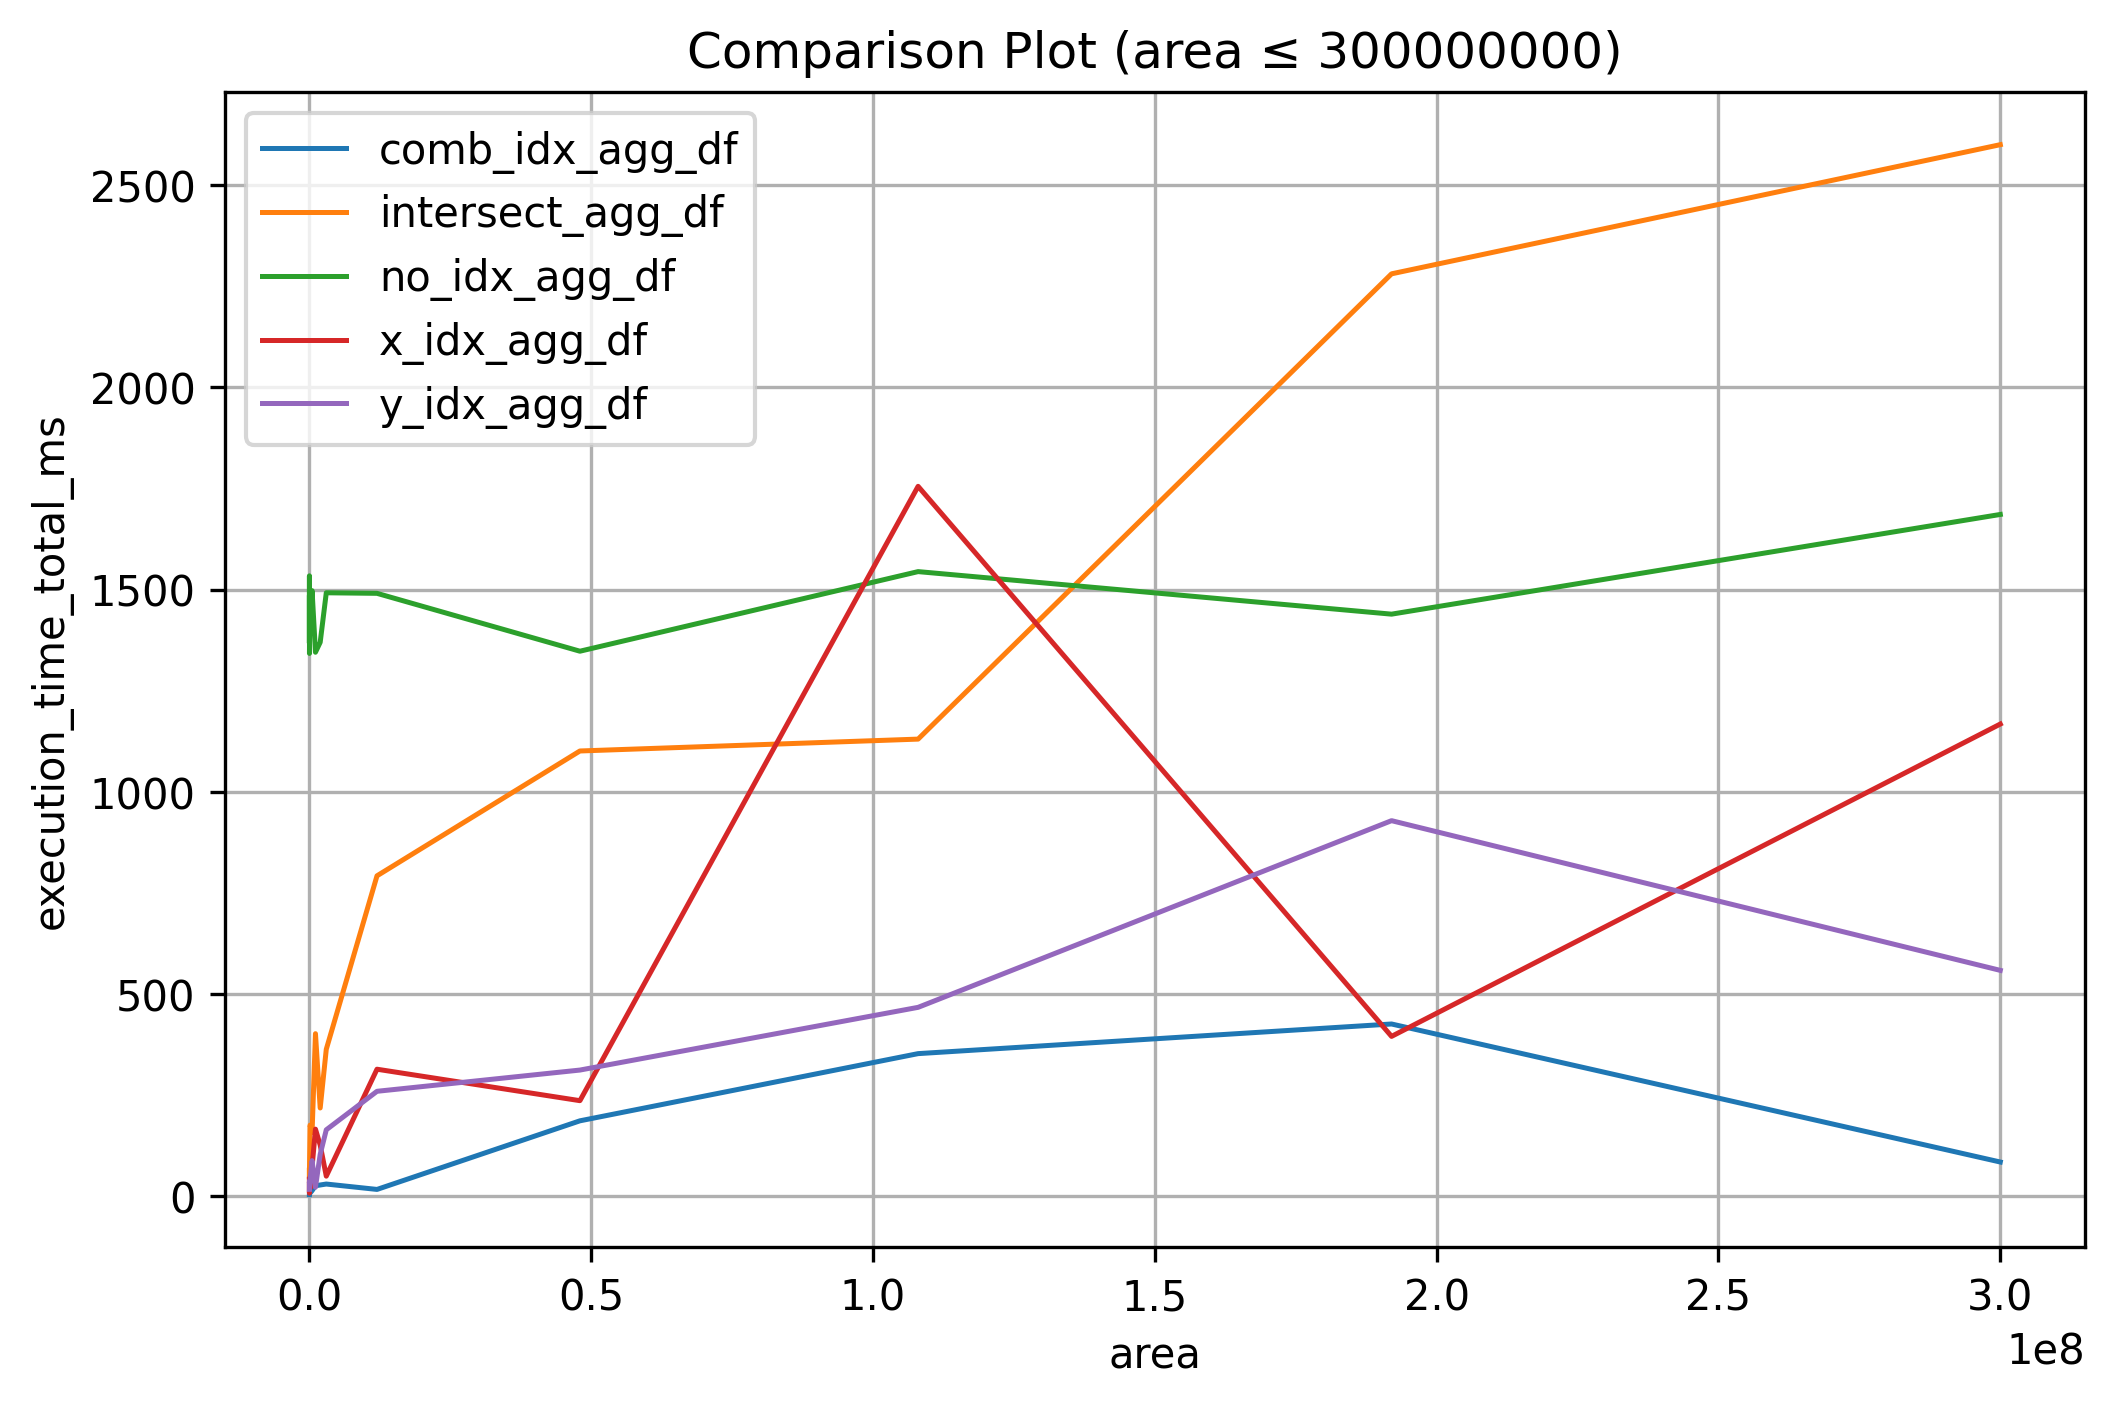 Comparison Plot (area ≤ 300000000)
comb_idx_agg_df
intersect_agg_df
no_idx_agg_df
x_idx_agg_df
y_idx_agg_df
execution_time_total_ms
2500
2000
1500
1000
500
0
0.0 0.5 1.0 1.5 2.0 2.5 3.0
1e8
area